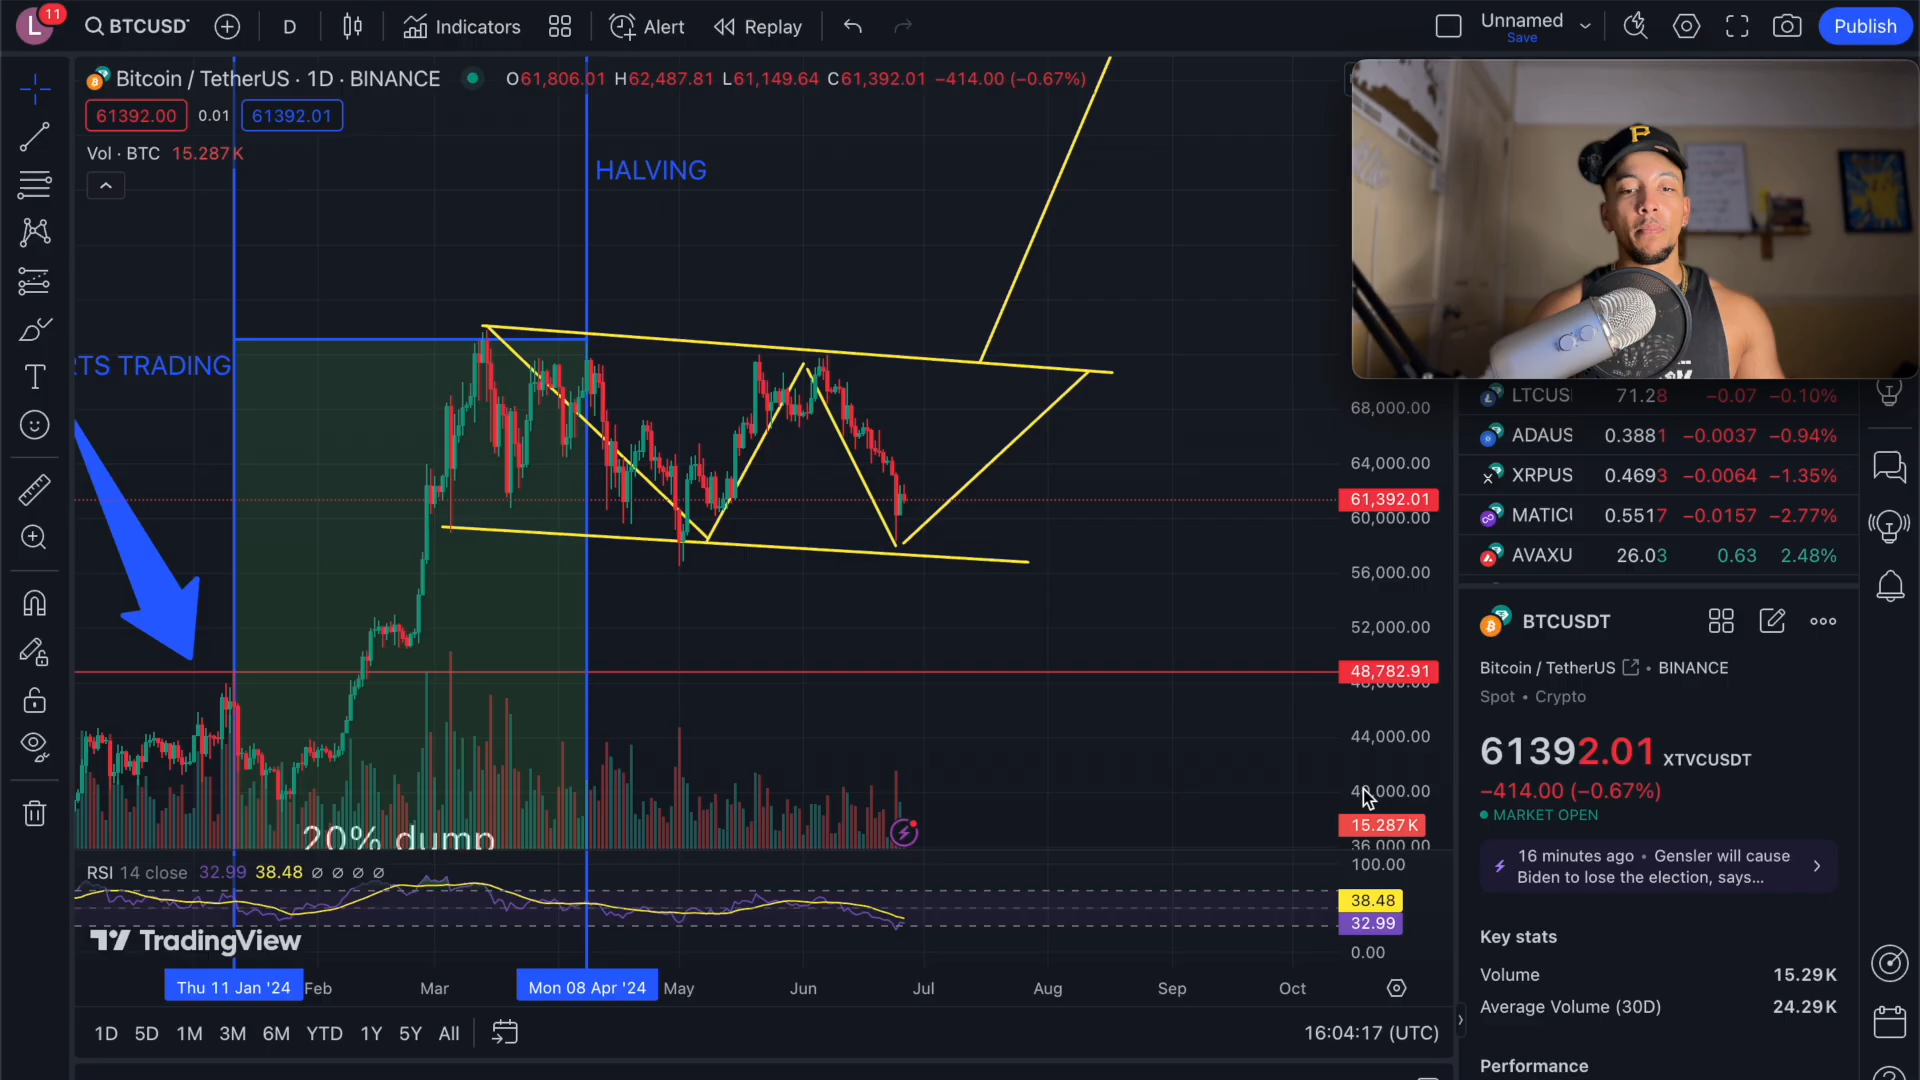 L
11
BTCUSD
D
Indicators
Alert
Replay
Unnamed
Save
Publish
Bitcoin / TetherUS · 1D · BINANCE
O61,806.01 H62,487.81 L61,149.64 C61,392.01 −414.00 (−0.67%)
61392.00
0.01
61392.01
Vol · BTC 15.287 K
HALVING
RTS TRADING
P
68,000.00
64,000.00
61,392.01
60,000.00
56,000.00
52,000.00
48,782.91
44,000.00
40,000.00
15.287 K
36,000.00
20% dump
RSI 14 close 32.99 38.48 ∅ ∅ ∅ ∅
100.00
38.48
32.99
0.00
TradingView
Thu 11 Jan '24
Feb
Mar
Mon 08 Apr '24
May
Jun
Jul
Aug
Sep
Oct
1D 5D 1M 3M 6M YTD 1Y 5Y All
16:04:17 (UTC)
LTCUS 71.28 −0.07 −0.10%
ADAUS 0.3881 −0.0037 −0.94%
XRPUS 0.4693 −0.0064 −1.35%
MATICU 0.5517 −0.0157 −2.77%
AVAXU 26.03 0.63 2.48%
BTCUSDT
Bitcoin / TetherUS • BINANCE
Spot • Crypto
61392.01 XTVCUSDT
−414.00 (−0.67%)
MARKET OPEN
16 minutes ago • Gensler will cause
Biden to lose the election, says...
Key stats
Volume 15.29 K
Average Volume (30D) 24.29 K
Performance